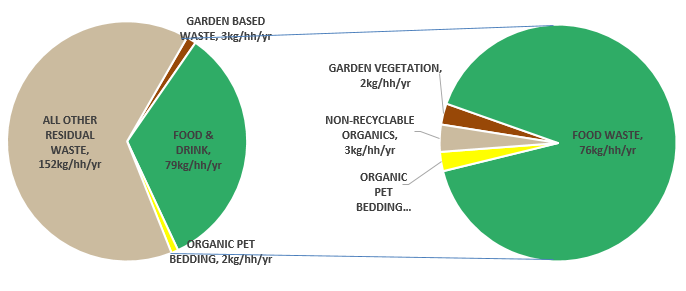 GARDEN BASED
WASTE, 3kg/hh/yr
ALL OTHER
RESIDUAL
WASTE,
152kg/hh/yr
FOOD &
DRINK,
79kg/hh/yr
ORGANIC PET
BEDDING, 2kg/hh/yr
GARDEN VEGETATION,
2kg/hh/yr
NON-RECYCLABLE
ORGANICS,
3kg/hh/yr
ORGANIC
PET
BEDDING...
FOOD WASTE,
76kg/hh/yr